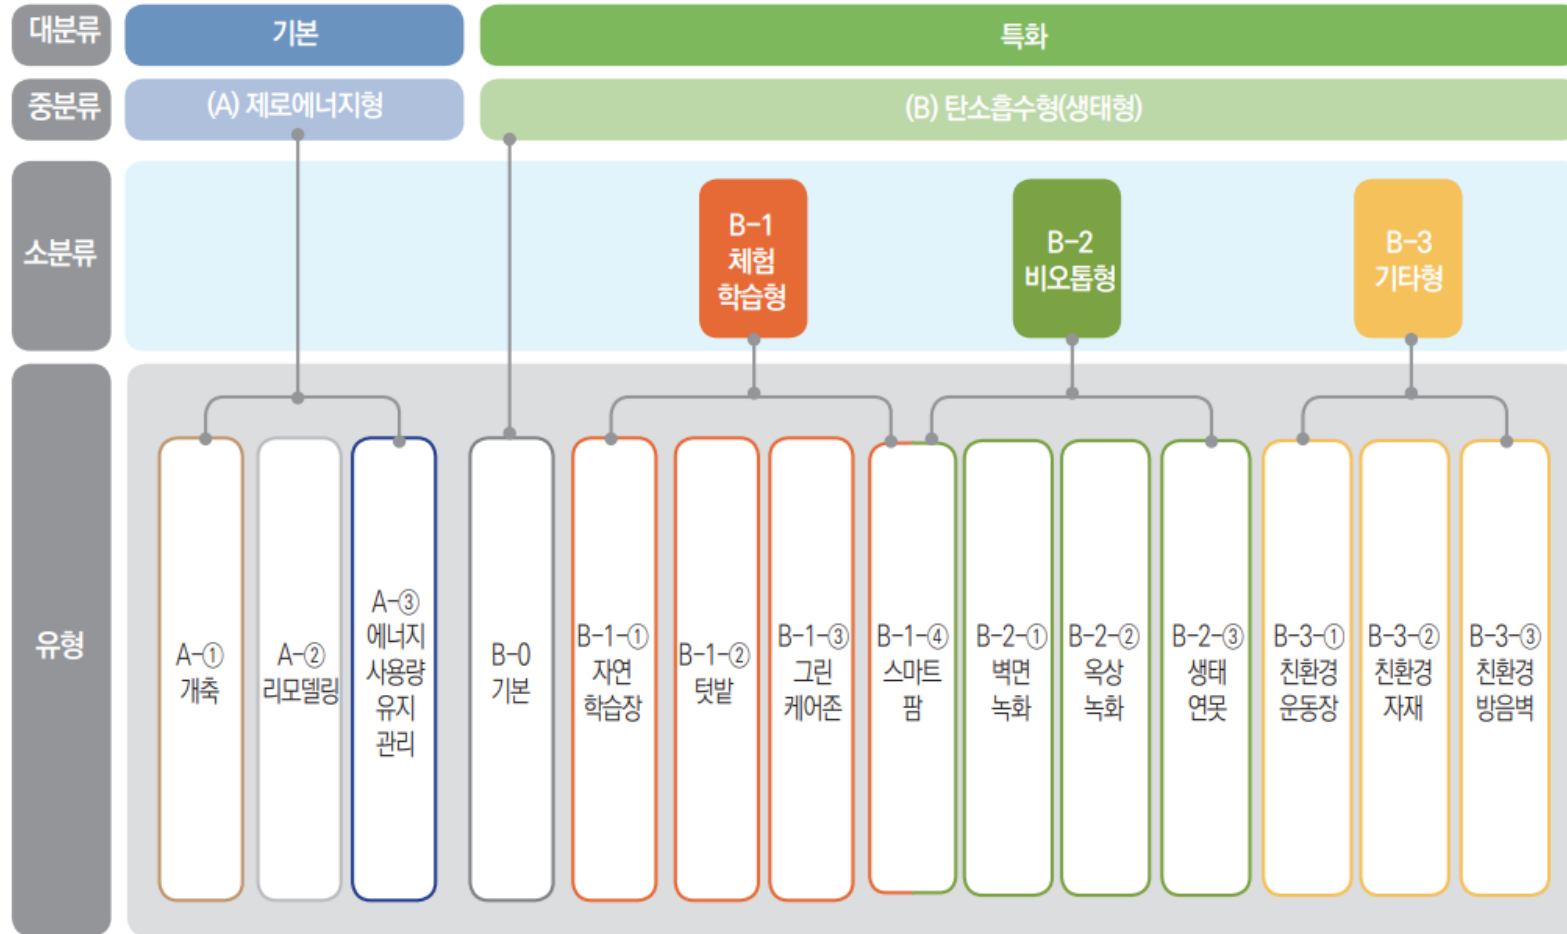 대분류
기본
특화
중분류
(A) 제로에너지형
(B) 탄소흡수형(생태형)
소분류
B-1
체험
학습형
B-2
비오톱형
B-3
기타형
유형
A-①
개축
A-②
리모델링
A-③
에너지
사용량
유지
관리
B-0
기본
B-1-①
자연
학습장
B-1-②
텃밭
B-1-③
그린
케어존
B-1-④
스마트
팜
B-2-①
벽면
녹화
B-2-②
옥상
녹화
B-2-③
생태
연못
B-3-①
친환경
운동장
B-3-②
친환경
자재
B-3-③
친환경
방음벽